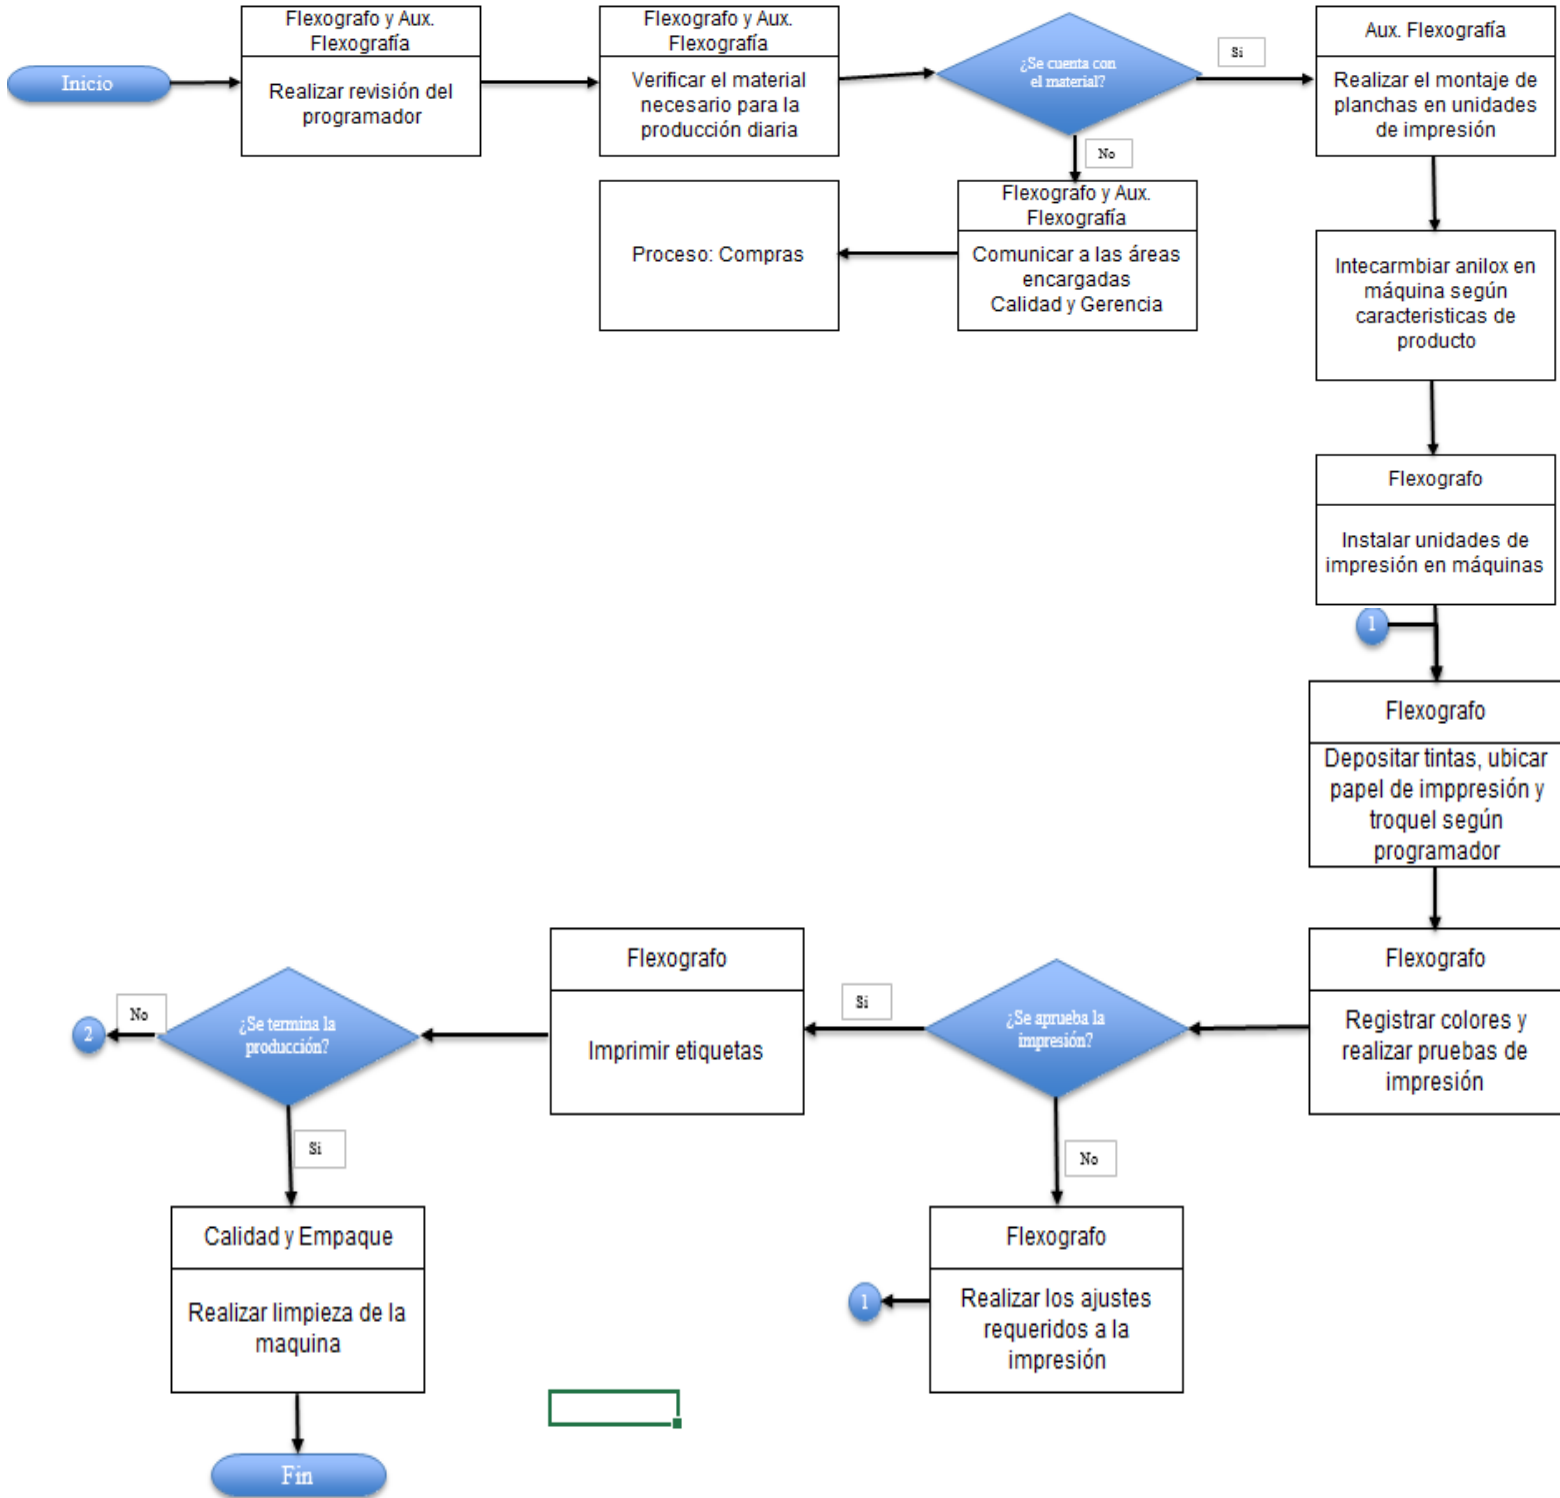 Inicio
Flexografo y Aux.
Flexografía
Realizar revisión del
programador
Flexografo y Aux.
Flexografía
Verificar el material
necesario para la
producción diaria
¿Se cuenta con
el material?
Si
Aux. Flexografía
Realizar el montaje de
planchas en unidades
de impresión
No
Proceso: Compras
Flexografo y Aux.
Flexografía
Comunicar a las áreas
encargadas
Calidad y Gerencia
Intecarmbiar anilox en
máquina según
caracteristicas de
producto
Flexografo
Instalar unidades de
impresión en máquinas
1
Flexografo
Depositar tintas, ubicar
papel de imppresión y
troquel según
programador
Flexografo
Registrar colores y
realizar pruebas de
impresión
¿Se aprueba la
impresión?
Si
Flexografo
Imprimir etiquetas
¿Se termina la
producción?
No
2
Si
No
Calidad y Empaque
Realizar limpieza de la
maquina
Flexografo
Realizar los ajustes
requeridos a la
impresión
1
Fin